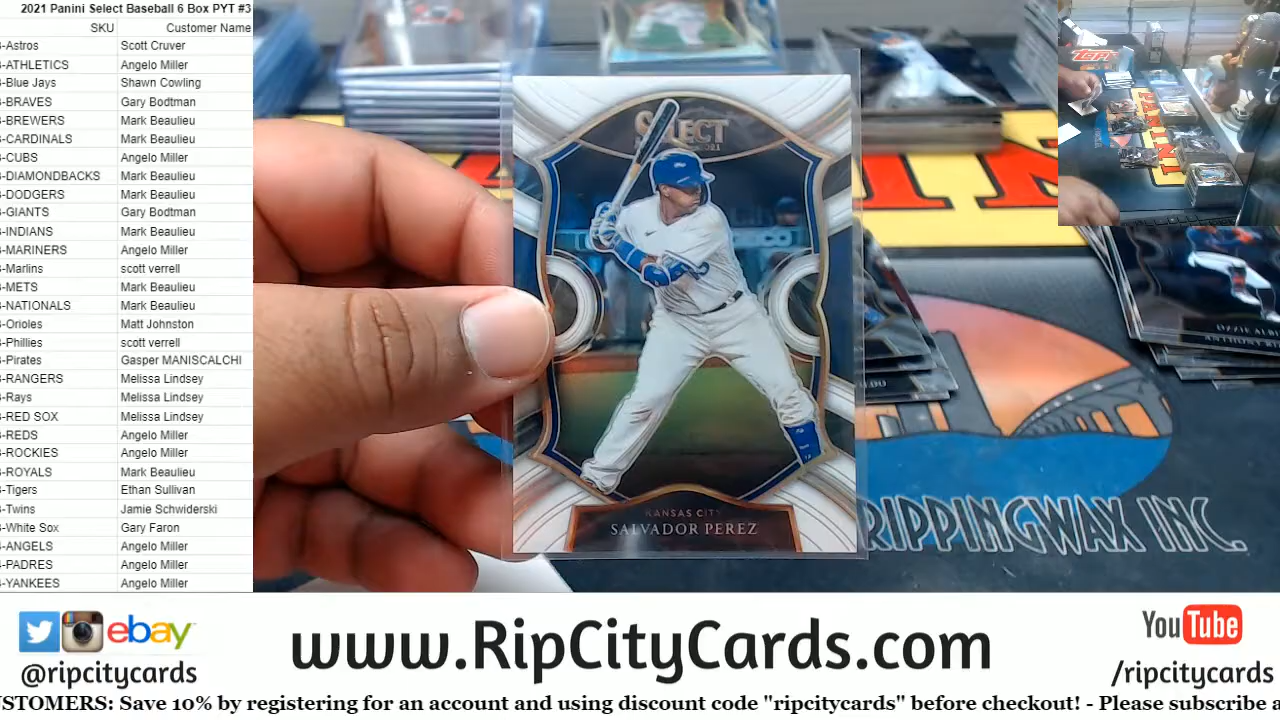 2021 Panini Select Baseball 6 Box PYT #3
SKU Customer Name
-Astros Scott Cruver
-ATHLETICS Angelo Miller
-Blue Jays Shawn Cowling
-BRAVES Gary Bodtman
-BREWERS Mark Beaulieu
-CARDINALS Mark Beaulieu
-CUBS Angelo Miller
-DIAMONDBACKS Mark Beaulieu
-DODGERS Mark Beaulieu
-GIANTS Gary Bodtman
-INDIANS Mark Beaulieu
-MARINERS Angelo Miller
-Marlins scott verrell
-METS Mark Beaulieu
-NATIONALS Mark Beaulieu
-Orioles Matt Johnston
-Phillies scott verrell
-Pirates Gasper MANISCALCHI
-RANGERS Melissa Lindsey
-Rays Melissa Lindsey
-RED SOX Melissa Lindsey
-REDS Angelo Miller
-ROCKIES Angelo Miller
-ROYALS Mark Beaulieu
-Tigers Ethan Sullivan
-Twins Jamie Schwiderski
-White Sox Gary Faron
-ANGELS Angelo Miller
-PADRES Angelo Miller
-YANKEES Angelo Miller
SELECT
2021
KANSAS CITY
SALVADOR PEREZ
Topps
PANINI
OZZIE ALBI
RIPPINGWAX INC.
ebay
@ripcitycards
www.RipCityCards.com
YouTube
/ripcitycards
USTOMERS: Save 10% by registering for an account and using discount code "ripcitycards" before checkout! - Please subscribe a